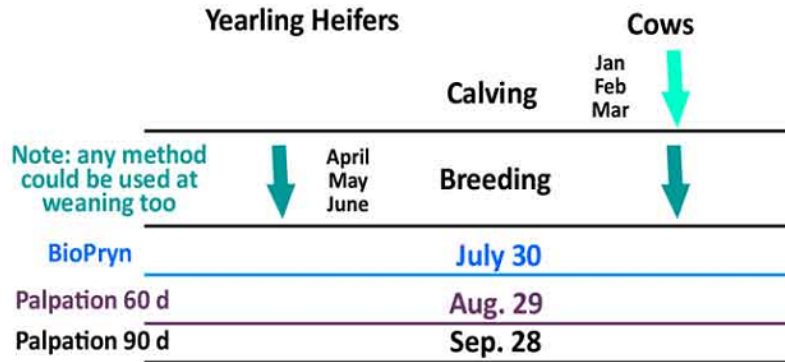 Yearling Heifers
Cows
Jan
Feb
Mar
Calving
Note: any method
could be used at
weaning too
April
May
June
Breeding
BioPryn
July 30
Palpation 60 d
Aug. 29
Palpation 90 d
Sep. 28